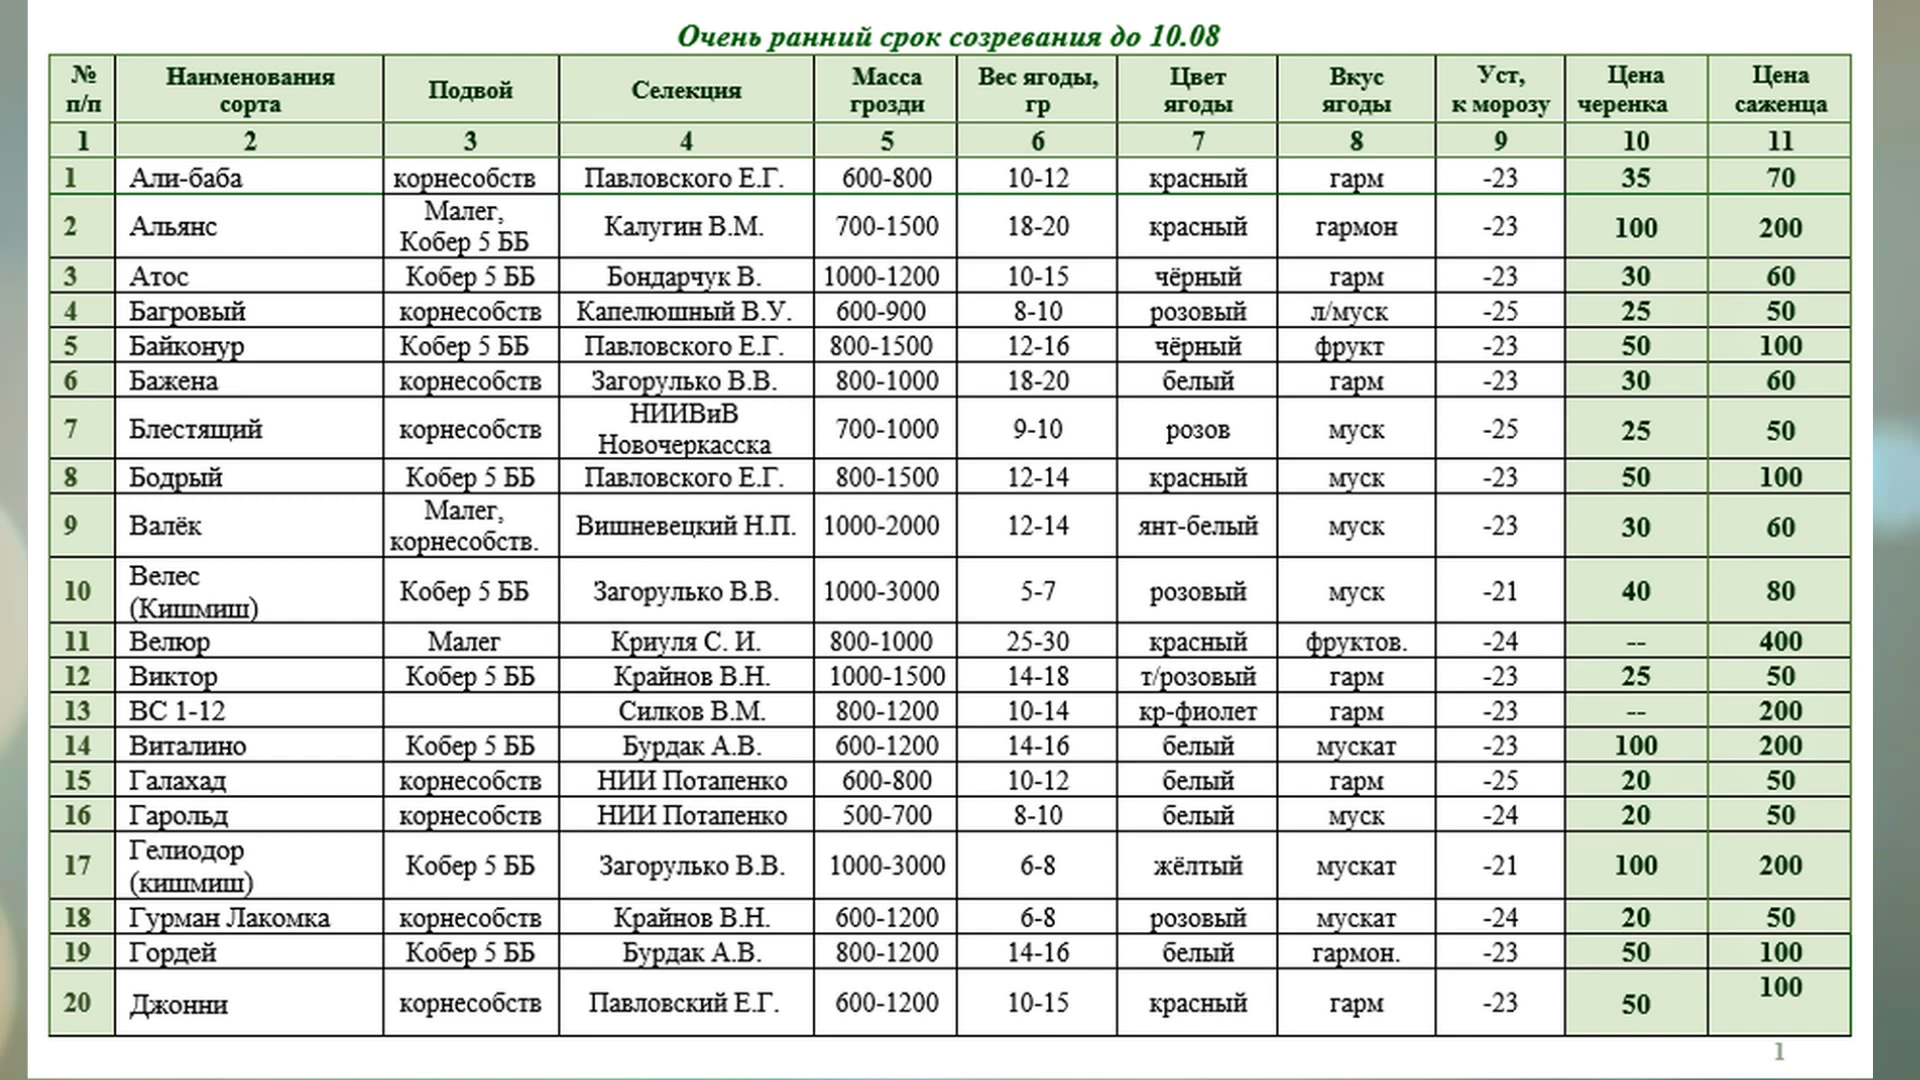 Очень ранний срок созревания до 10.08
№ п/п Наименования сорта Подвой Селекция Масса грозди Вес ягоды, гр Цвет ягоды Вкус ягоды Уст, к морозу Цена черенка Цена саженца
1 2 3 4 5 6 7 8 9 10 11
1 Али-баба корнесобств Павловского Е.Г. 600-800 10-12 красный гарм -23 35 70
2 Альянс Малег, Кобер 5 ББ Калугин В.М. 700-1500 18-20 красный гармон -23 100 200
3 Атос Кобер 5 ББ Бондарчук В. 1000-1200 10-15 чёрный гарм -23 30 60
4 Багровый корнесобств Капелюшный В.У. 600-900 8-10 розовый л/муск -25 25 50
5 Байконур Кобер 5 ББ Павловского Е.Г. 800-1500 12-16 чёрный фрукт -23 50 100
6 Бажена корнесобств Загорулько В.В. 800-1000 18-20 белый гарм -23 30 60
7 Блестящий корнесобств НИИВиВ Новочеркасска 700-1000 9-10 розов муск -25 25 50
8 Бодрый Кобер 5 ББ Павловского Е.Г. 800-1500 12-14 красный муск -23 50 100
9 Валёк Малег, корнесобств. Вишневецкий Н.П. 1000-2000 12-14 янт-белый муск -23 30 60
10 Велес (Кишмиш) Кобер 5 ББ Загорулько В.В. 1000-3000 5-7 розовый муск -21 40 80
11 Велюр Малег Криуля С. И. 800-1000 25-30 красный фруктов. -24 -- 400
12 Виктор Кобер 5 ББ Крайнов В.Н. 1000-1500 14-18 т/розовый гарм -23 25 50
13 ВС 1-12 Силков В.М. 800-1200 10-14 кр-фиолет гарм -23 -- 200
14 Виталино Кобер 5 ББ Бурдак А.В. 600-1200 14-16 белый мускат -23 100 200
15 Галахад корнесобств НИИ Потапенко 600-800 10-12 белый гарм -25 20 50
16 Гарольд корнесобств НИИ Потапенко 500-700 8-10 белый муск -24 20 50
17 Гелиодор (кишмиш) Кобер 5 ББ Загорулько В.В. 1000-3000 6-8 жёлтый мускат -21 100 200
18 Гурман Лакомка корнесобств Крайнов В.Н. 600-1200 6-8 розовый мускат -24 20 50
19 Гордей Кобер 5 ББ Бурдак А.В. 800-1200 14-16 белый гармон. -23 50 100
20 Джонни корнесобств Павловский Е.Г. 600-1200 10-15 красный гарм -23 50 100
1